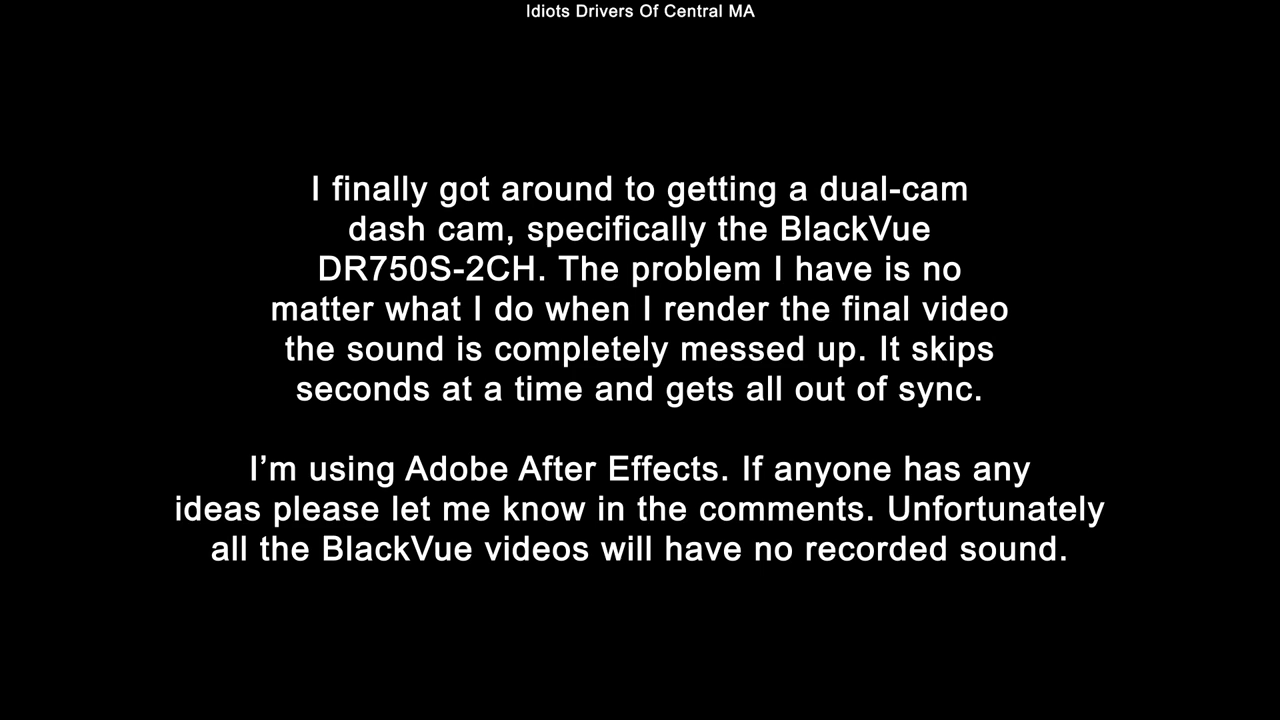 Idiots Drivers Of Central MA
I finally got around to getting a dual-cam
dash cam, specifically the BlackVue
DR750S-2CH. The problem I have is no
matter what I do when I render the final video
the sound is completely messed up. It skips
seconds at a time and gets all out of sync.
I’m using Adobe After Effects. If anyone has any
ideas please let me know in the comments. Unfortunately
all the BlackVue videos will have no recorded sound.